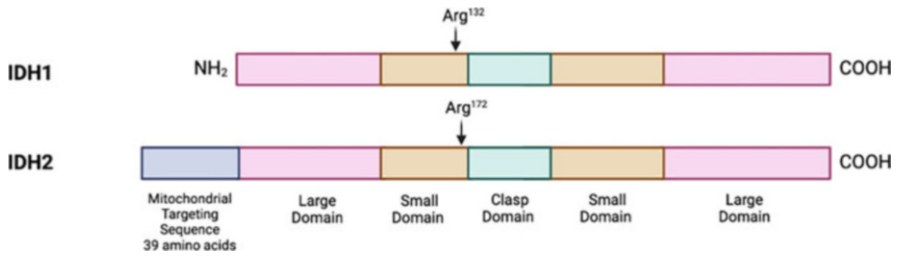 Arg¹³²
IDH1 NH₂ COOH
Arg¹⁷²
IDH2 COOH
Mitochondrial Large Small Clasp Small Large
Targeting Domain Domain Domain Domain Domain
Sequence
39 amino acids